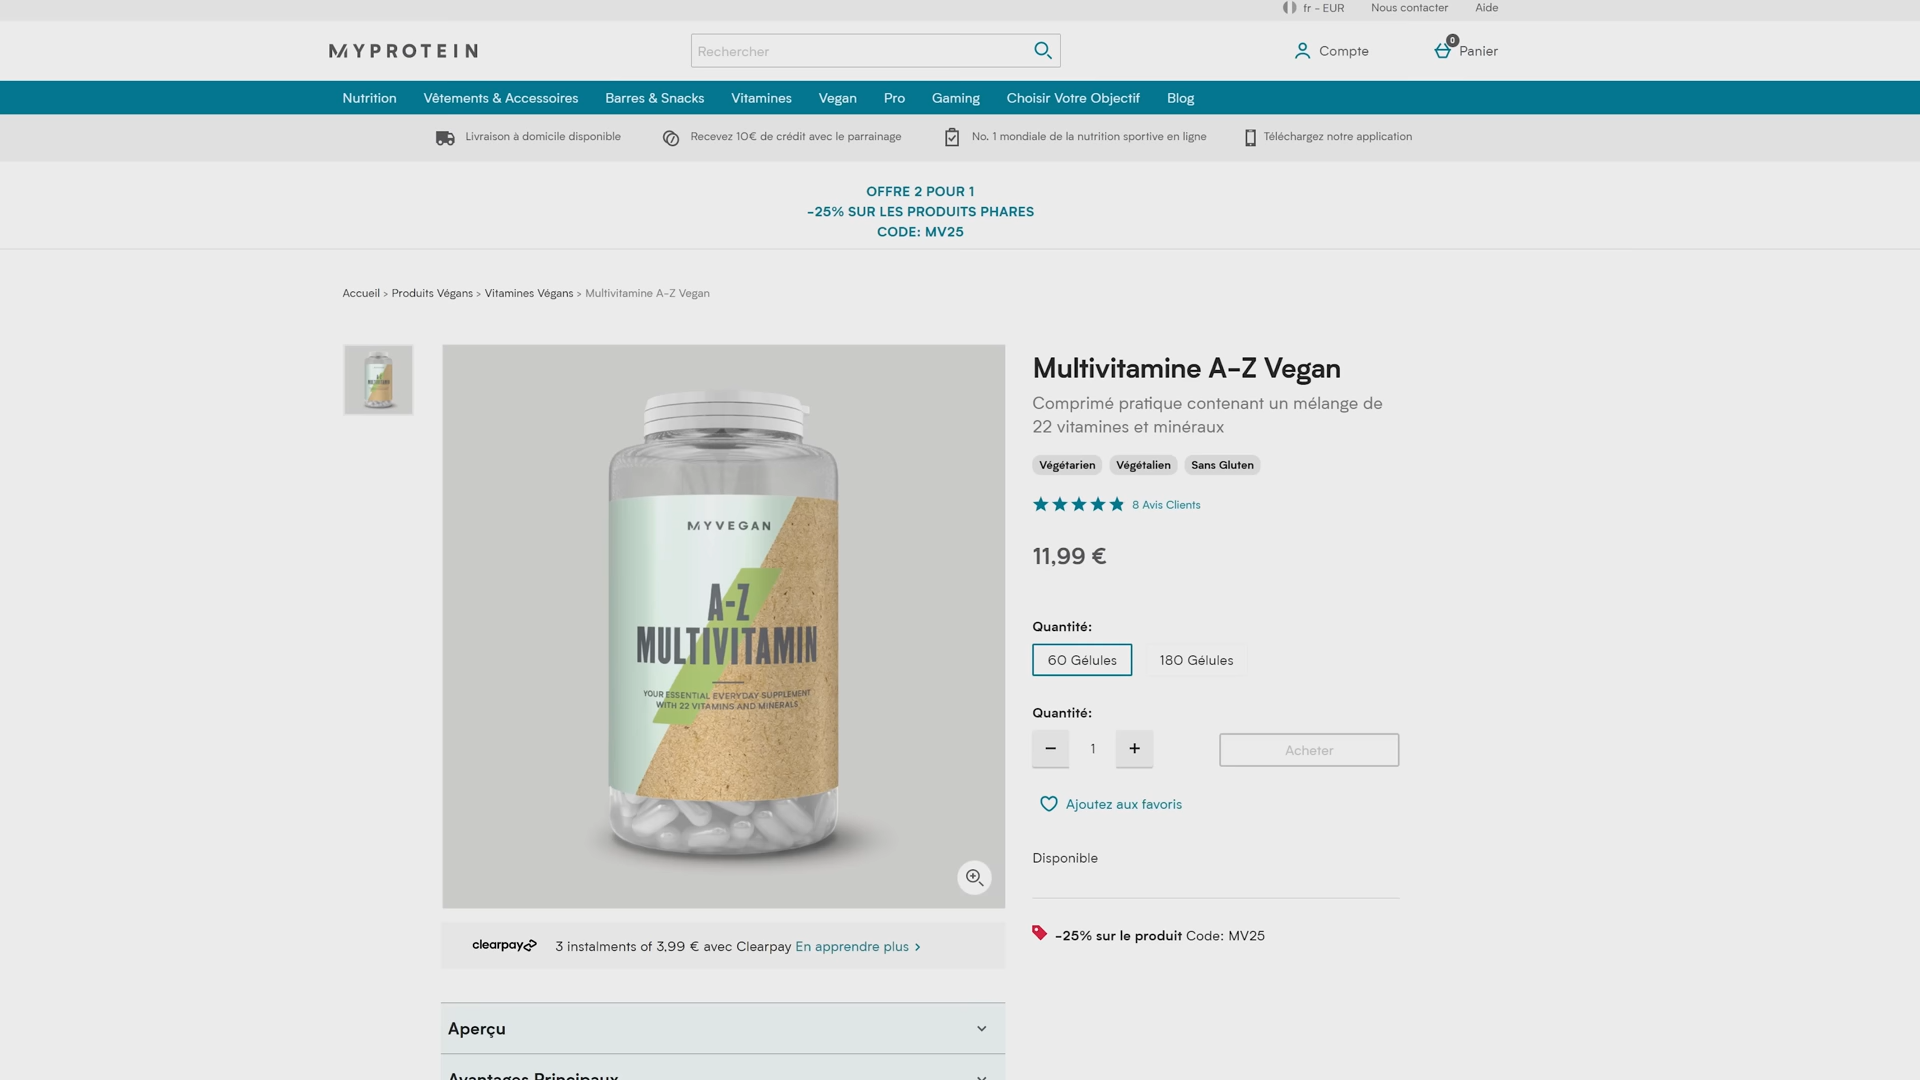 fr - EUR
Nous contacter
Aide
MYPROTEIN
Rechercher
Compte
0
Panier
Nutrition
Vêtements & Accessoires
Barres & Snacks
Vitamines
Vegan
Pro
Gaming
Choisir Votre Objectif
Blog
Livraison à domicile disponible
Recevez 10€ de crédit avec le parrainage
No. 1 mondiale de la nutrition sportive en ligne
Téléchargez notre application
OFFRE 2 POUR 1
-25% SUR LES PRODUITS PHARES
CODE: MV25
Accueil > Produits Végans > Vitamines Végans > Multivitamine A-Z Vegan
MYVEGAN
A-Z
MULTIVITAMIN
YOUR ESSENTIAL EVERYDAY SUPPLEMENT
WITH 22 VITAMINS AND MINERALS
Multivitamine A-Z Vegan
Comprimé pratique contenant un mélange de
22 vitamines et minéraux
Végétarien
Végétalien
Sans Gluten
8 Avis Clients
11,99 €
Quantité:
60 Gélules
180 Gélules
Quantité:
− 1 +
Acheter
Ajoutez aux favoris
Disponible
-25% sur le produit Code: MV25
clearpay
3 instalments of 3,99 € avec Clearpay En apprendre plus >
Aperçu
Avantages Principaux